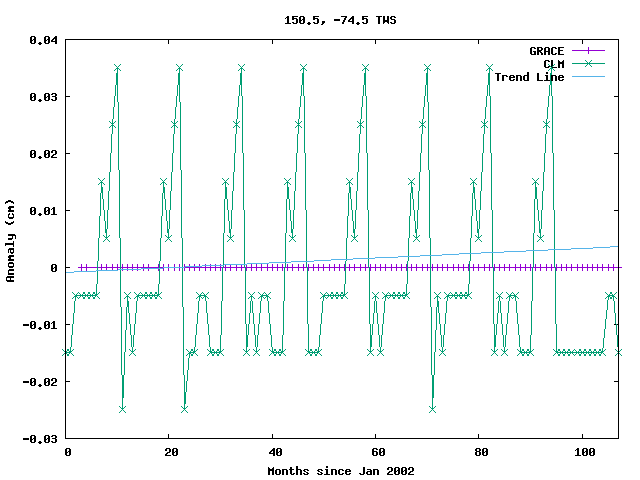 150.5, -74.5 TWS
GRACE
CLM
Trend Line
0.04
0.03
0.02
0.01
0
-0.01
-0.02
-0.03
Anomaly (cm)
0 20 40 60 80 100
Months since Jan 2002